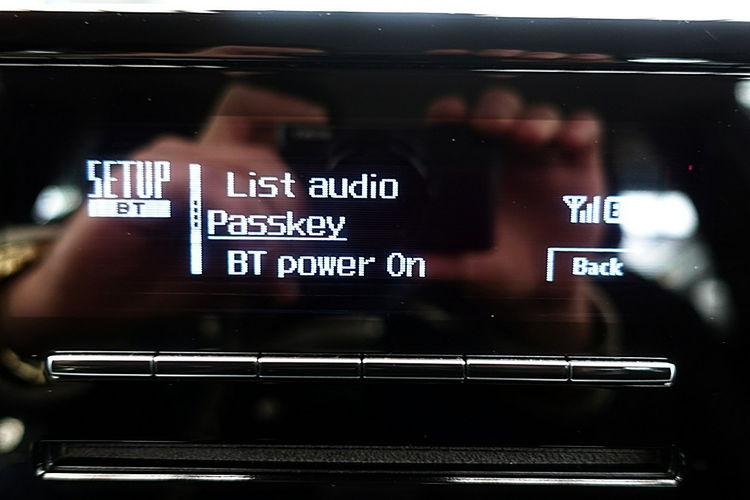 SETUP
BT
List audio
Passkey
BT power On
Back